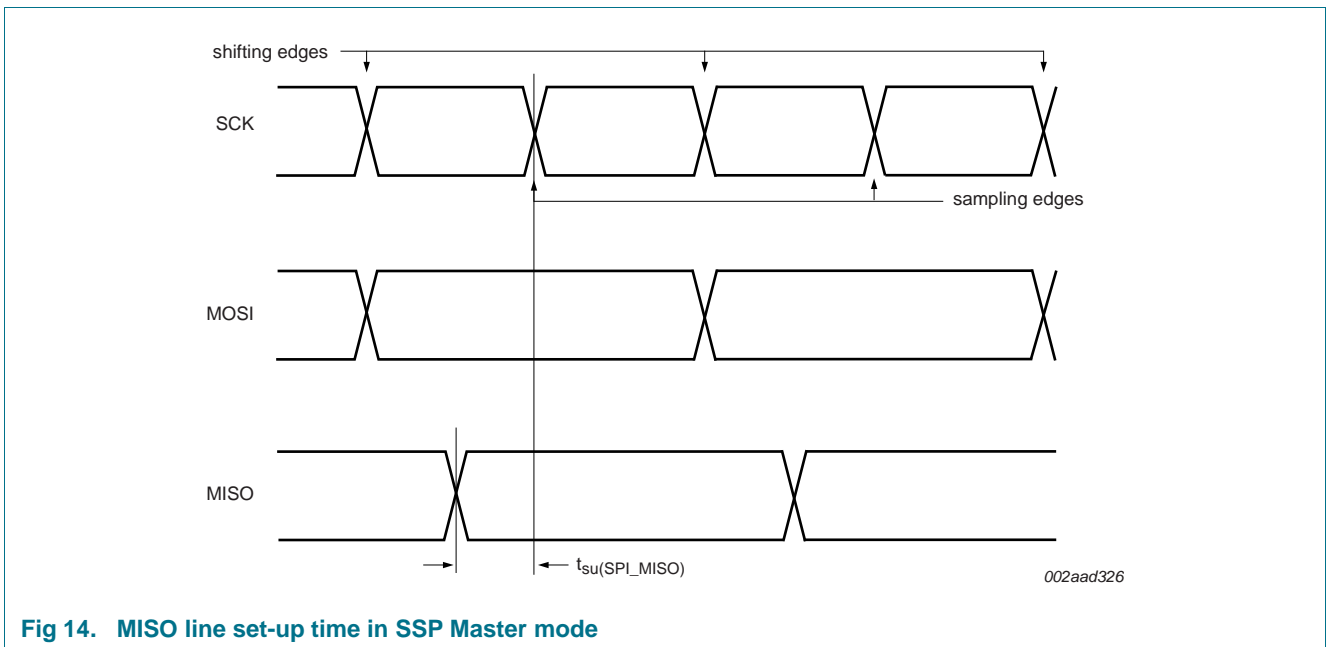 shifting edges
SCK
sampling edges
MOSI
MISO
tsu(SPI_MISO)
002aad326
Fig 14. MISO line set-up time in SSP Master mode